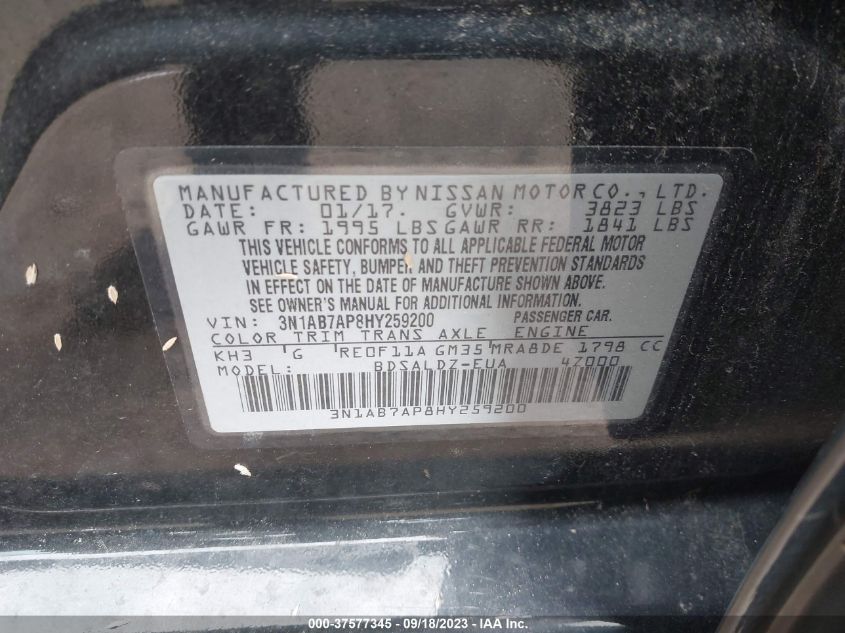 MANUFACTURED BY NISSAN MOTOR CO., LTD.
DATE: 01/17. GVWR: 3823 LBS
GAWR FR: 1995 LBS GAWR RR: 1841 LBS
THIS VEHICLE CONFORMS TO ALL APPLICABLE FEDERAL MOTOR
VEHICLE SAFETY, BUMPER, AND THEFT PREVENTION STANDARDS
IN EFFECT ON THE DATE OF MANUFACTURE SHOWN ABOVE.
SEE OWNER'S MANUAL FOR ADDITIONAL INFORMATION.
VIN: 3N1AB7AP8HY259200 PASSENGER CAR.
COLOR TRIM TRANS AXLE ENGINE
KH3 G RE0F11A GM35 MRA8DE 1798 CC
MODEL: BDSALDZ-EUA 4Z000
3N1AB7AP8HY259200
000-37577345 - 09/18/2023 - IAA, Inc.